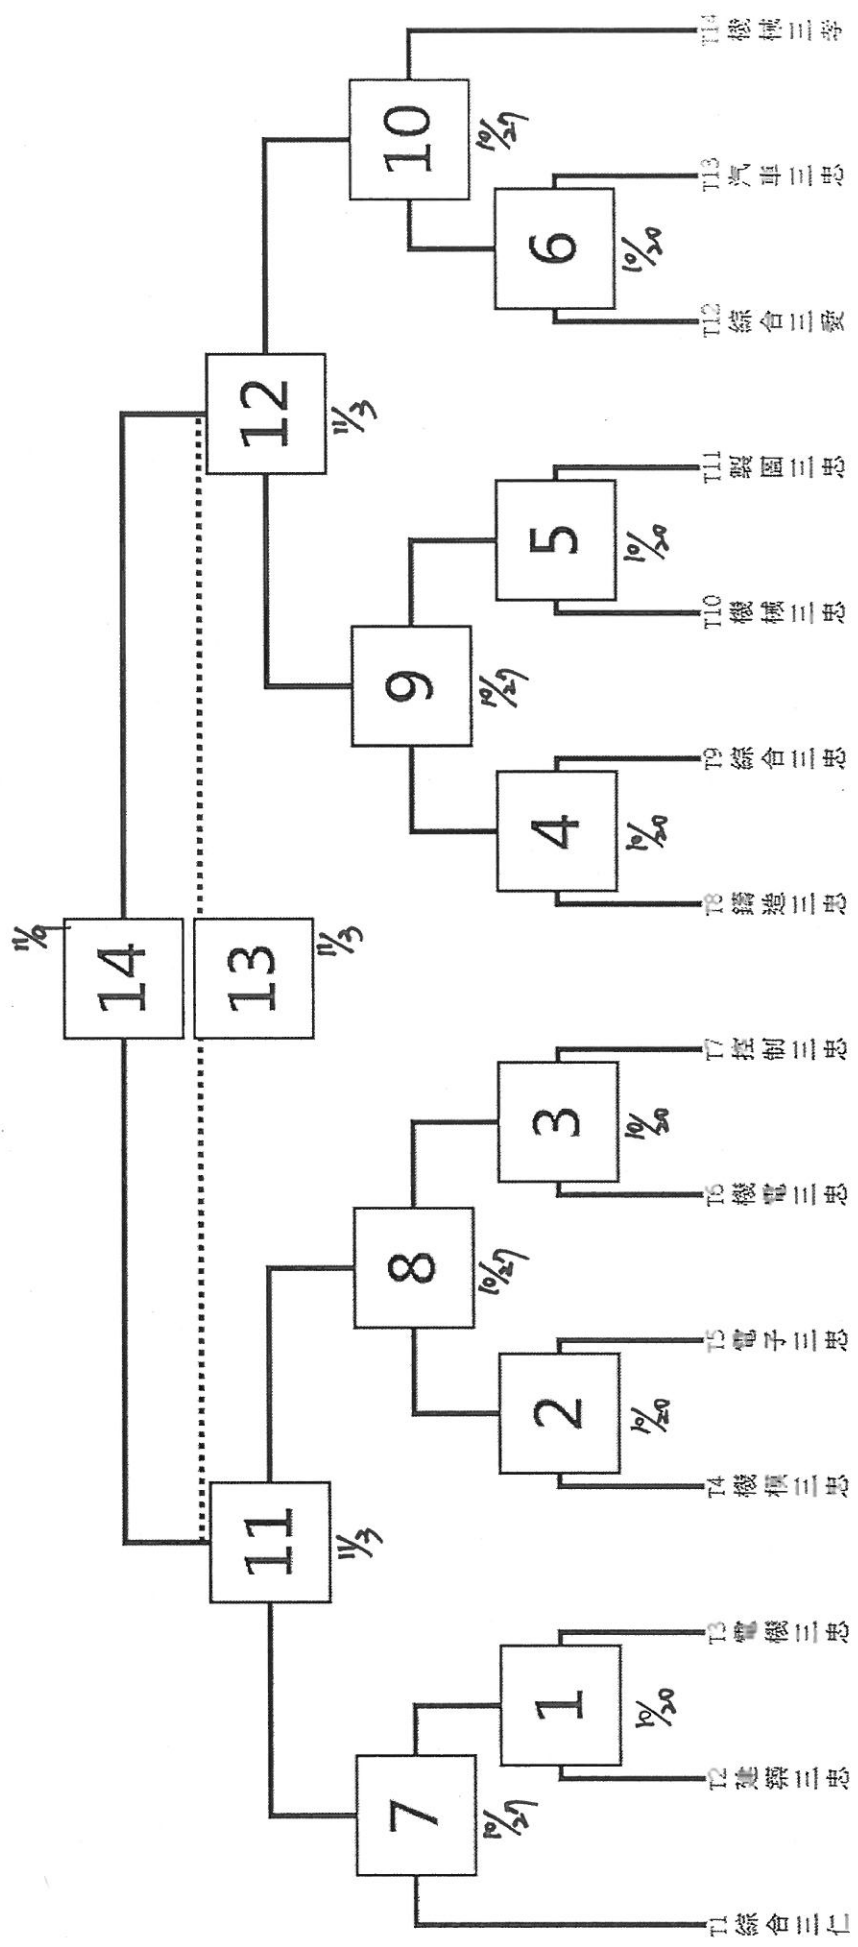 14
11/9
13
11/3
11
11/3
12
11/3
7
10/27
8
10/27
9
10/27
10
10/27
1
10/20
2
10/20
3
10/20
4
10/20
5
10/20
6
10/20
T1 綜合三仁
T2 建築三忠
T3 電機三忠
T4 機模三忠
T5 電子三忠
T6 機電三忠
T7 控制三忠
T8 鑄造三忠
T9 綜合三忠
T10 機械三忠
T11 製圖三忠
T12 綜合三愛
T13 汽車三忠
T14 機械三孝